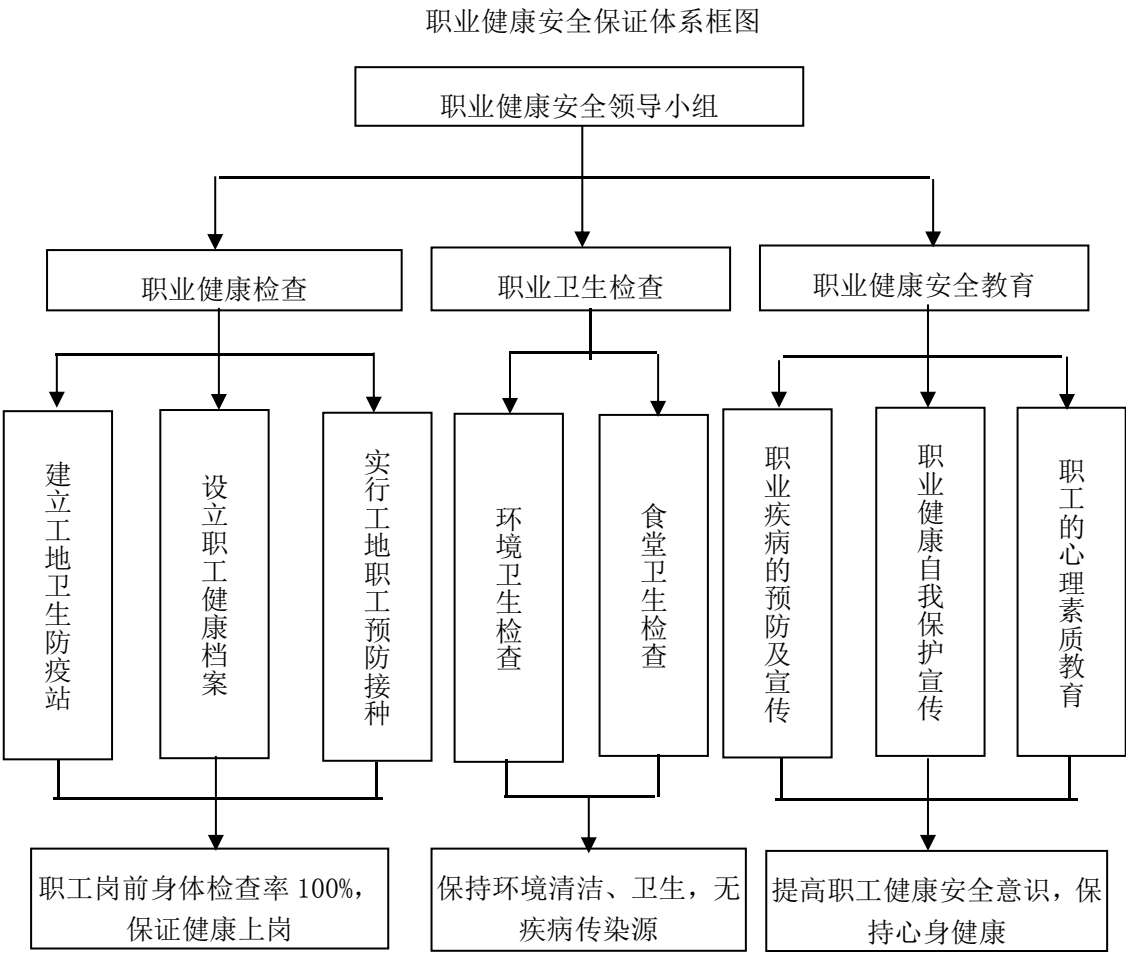 职业健康安全保证体系框图
职业健康安全领导小组
职业健康检查
职业卫生检查
职业健康安全教育
建立工地卫生防疫站
设立职工健康档案
实行工地职工预防接种
环境卫生检查
食堂卫生检查
职业疾病的预防及宣传
职业健康自我保护宣传
职工的心理素质教育
职工岗前身体检查率 100%，
保证健康上岗
保持环境清洁、卫生，无
疾病传染源
提高职工健康安全意识，保
持心身健康